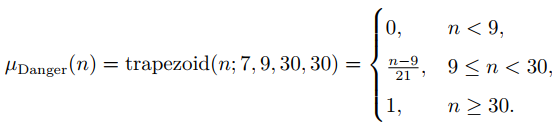 μ_Danger(n) = trapezoid(n; 7, 9, 30, 30) = { 0, n < 9,
(n−9)/21, 9 ≤ n < 30,
1, n ≥ 30.